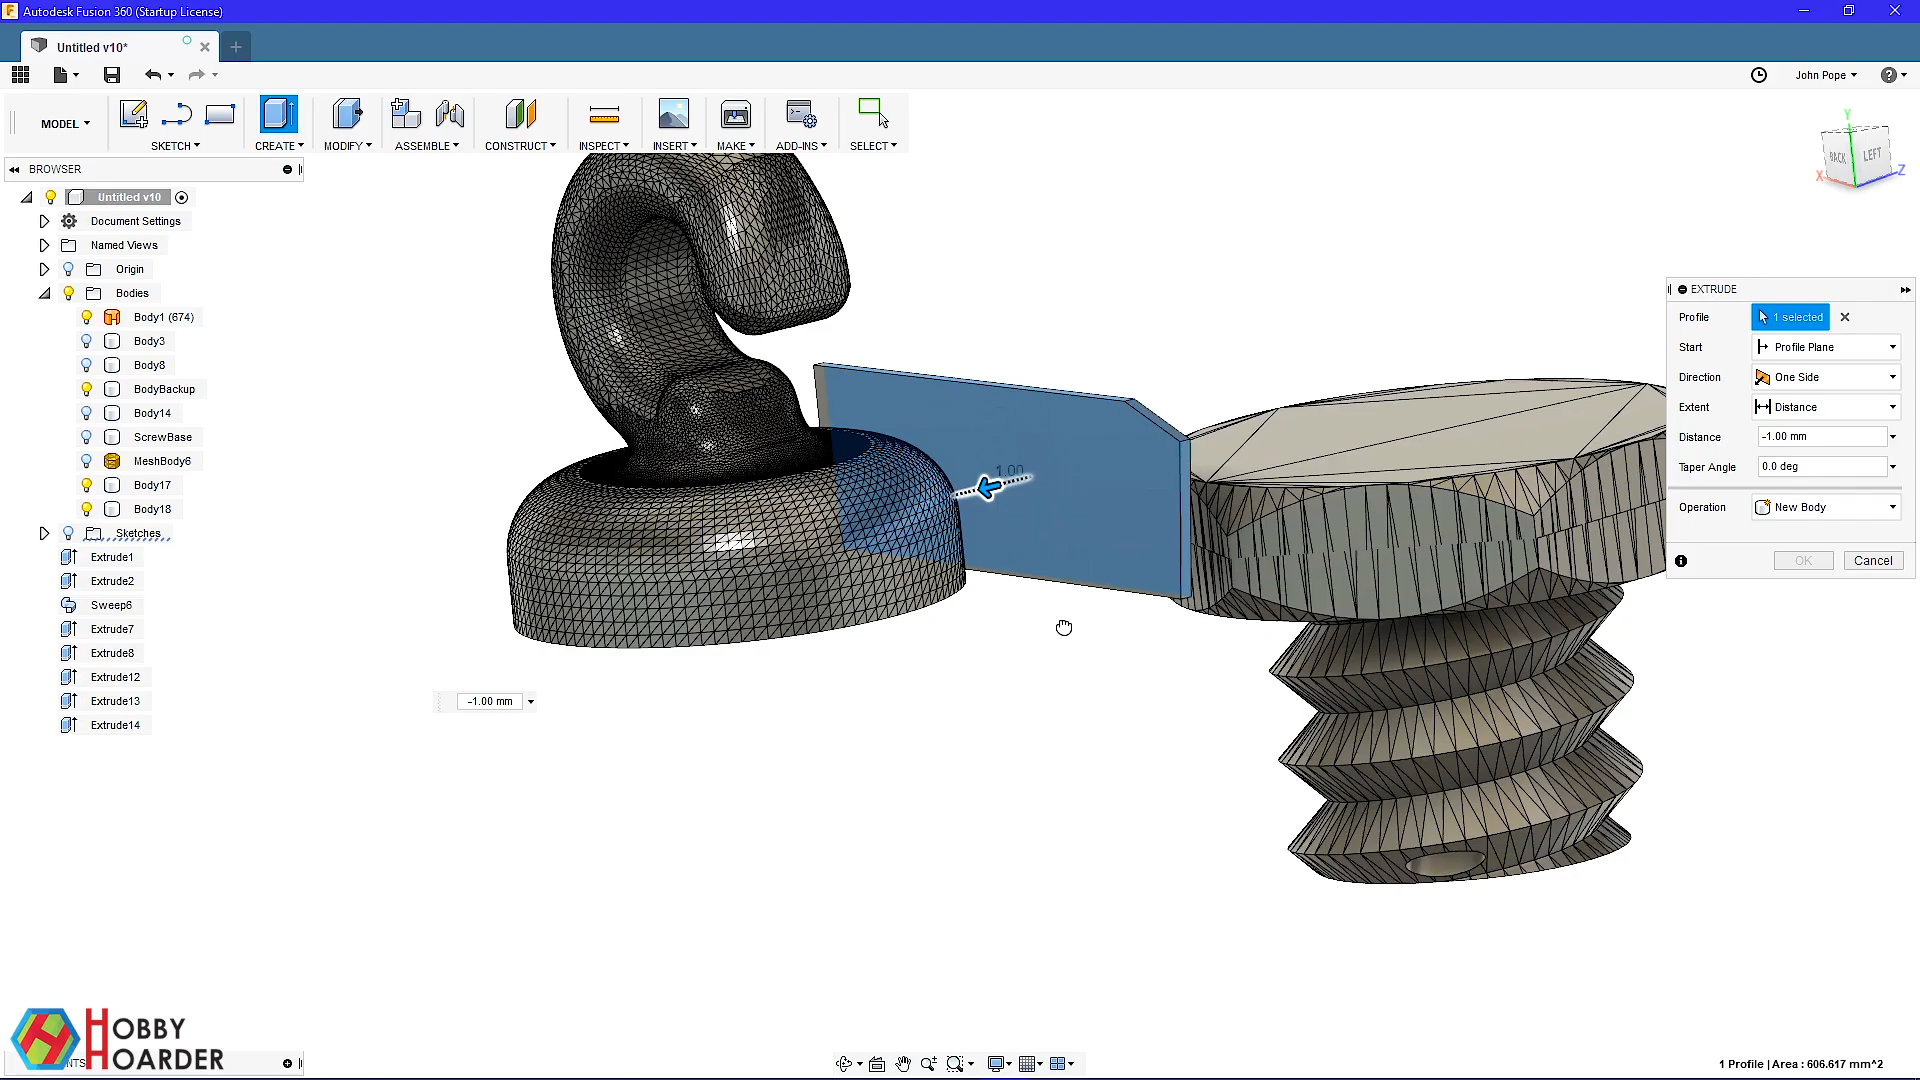 Autodesk Fusion 360 (Startup License)
Untitled v10*
John Pope
MODEL
SKETCH
CREATE
MODIFY
ASSEMBLE
CONSTRUCT
INSPECT
INSERT
MAKE
ADD-INS
SELECT
BROWSER
Untitled v10
Document Settings
Named Views
Origin
Bodies
Body1 (674)
Body3
Body8
BodyBackup
Body14
ScrewBase
MeshBody6
Body17
Body18
Sketches
Extrude1
Extrude2
Sweep6
Extrude7
Extrude8
Extrude12
Extrude13
Extrude14
Y
BACK
LEFT
X
Z
EXTRUDE
Profile 1 selected
Start Profile Plane
Direction One Side
Extent Distance
Distance -1.00 mm
Taper Angle 0.0 deg
Operation New Body
OK Cancel
1.00
-1.00 mm
HOBBY
HOARDER
NTS
1 Profile | Area : 606.617 mm^2